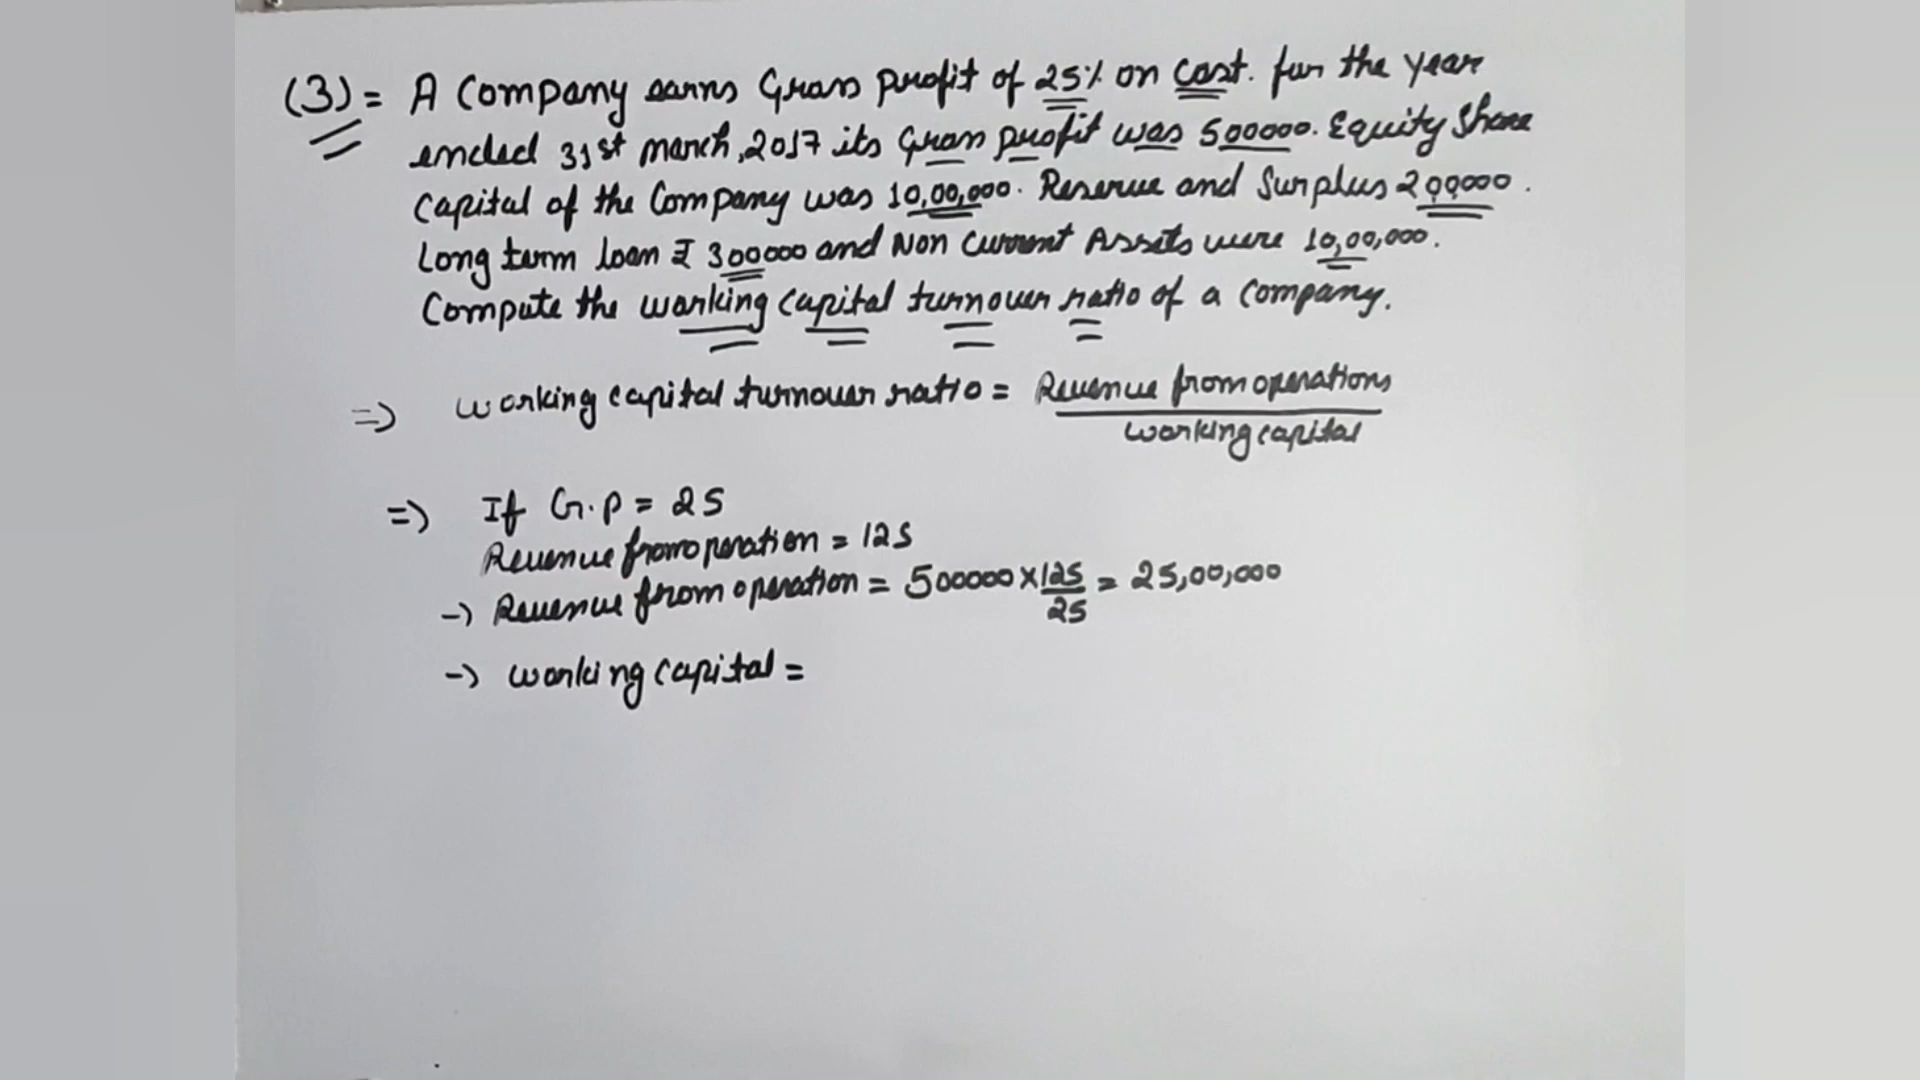 (3) = A Company earns Gross profit of 25% on cost. for the year
ended 31st march, 2017 its Gross profit was 500000. Equity Share
capital of the Company was 10,00,000. Reserve and Surplus 200000.
Long term loan ₹ 300000 and Non Current Assets were 10,00,000.
Compute the working capital turnover ratio of a company.
=> working capital turnover ratio = Revenue from operations
working capital
=> If G.P = 25
Revenue from operation = 125
-> Revenue from operation = 500000 × 125/25 = 25,00,000
-> working capital =